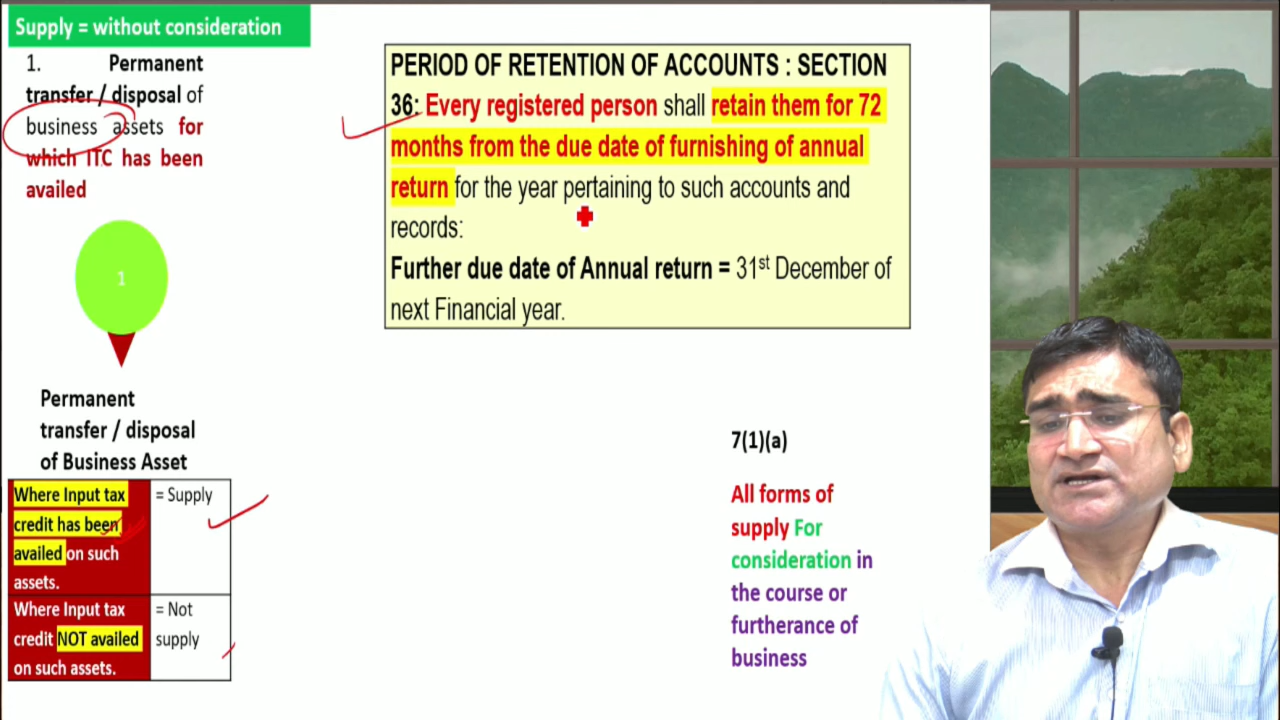 Supply = without consideration
1. Permanent
transfer / disposal of
business assets for
which ITC has been
availed
1
Permanent
transfer / disposal
of Business Asset
Where Input tax
credit has been
availed on such
assets.
= Supply
Where Input tax
credit NOT availed
on such assets.
= Not
supply
PERIOD OF RETENTION OF ACCOUNTS : SECTION
36: Every registered person shall retain them for 72
months from the due date of furnishing of annual
return for the year pertaining to such accounts and
records:
Further due date of Annual return = 31st December of
next Financial year.
7(1)(a)
All forms of
supply For
consideration in
the course or
furtherance of
business